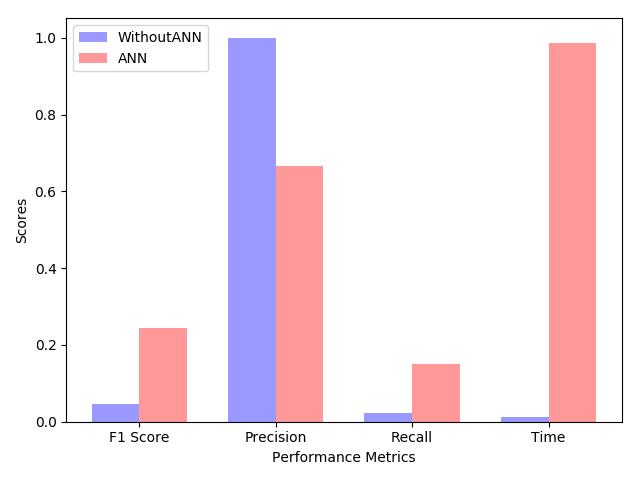 WithoutANN
ANN
1.0
0.8
0.6
0.4
0.2
0.0
Scores
F1 Score Precision Recall Time
Performance Metrics